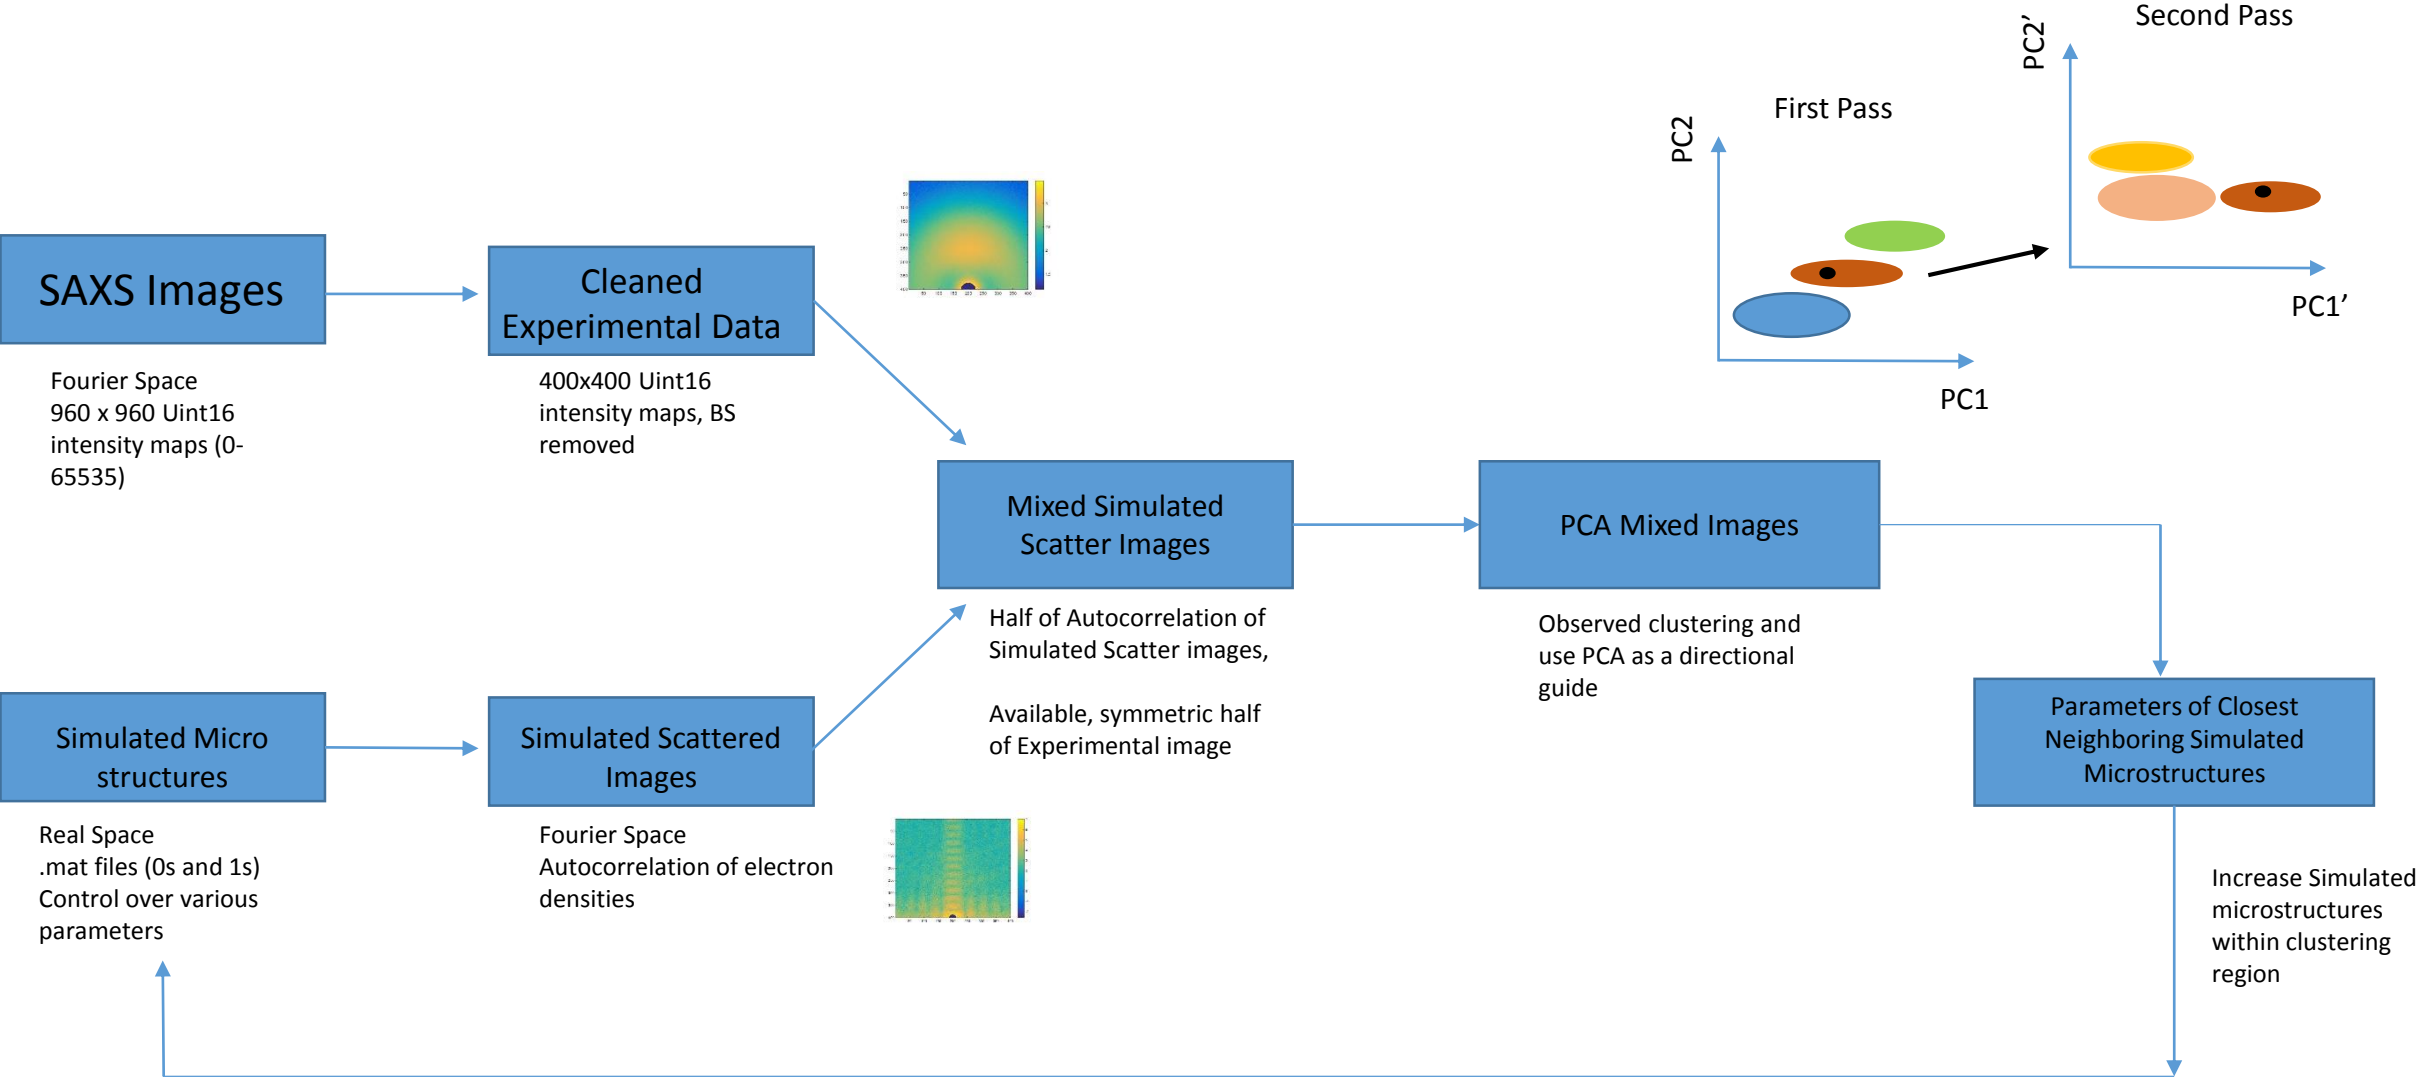 Second Pass
PC2’
First Pass
PC2
SAXS Images
Cleaned
Experimental Data
PC1’
Fourier Space
960 x 960 Uint16
intensity maps (0-
65535)
400x400 Uint16
intensity maps, BS
removed
PC1
Mixed Simulated
Scatter Images
PCA Mixed Images
Half of Autocorrelation of
Simulated Scatter images,
Available, symmetric half
of Experimental image
Observed clustering and
use PCA as a directional
guide
Simulated Micro
structures
Simulated Scattered
Images
Parameters of Closest
Neighboring Simulated
Microstructures
Real Space
.mat files (0s and 1s)
Control over various
parameters
Fourier Space
Autocorrelation of electron
densities
Increase Simulated
microstructures
within clustering
region